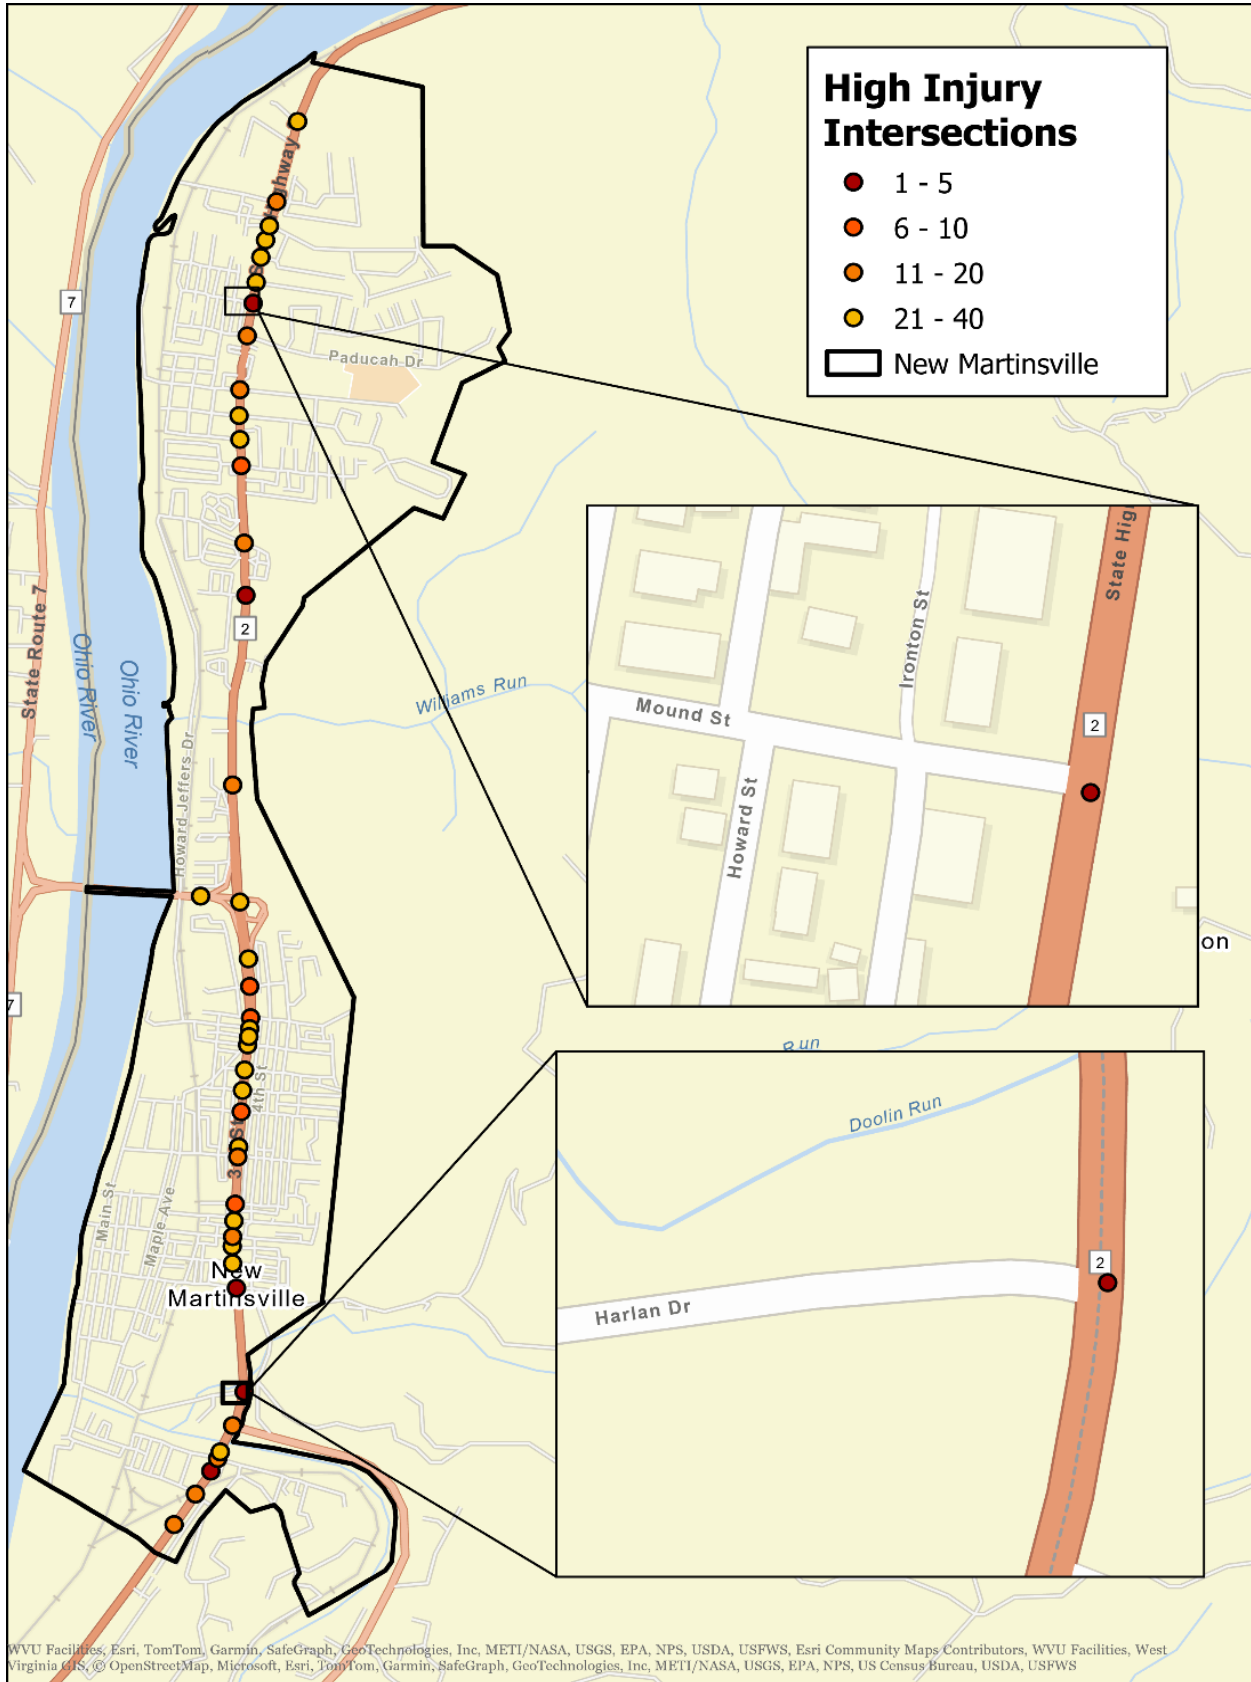 High Injury
Intersections
1 - 5
6 - 10
11 - 20
21 - 40
New Martinsville
Highway
7
Paducah Dr
State Route 7
Ohio River
Ohio River
2
Williams Run
Howard-Jeffers Dr
State High
Ironton St
Mound St
2
Howard St
on
7
Run
4th St
3rd St
Main St
Maple Ave
New
Martinsville
Doolin Run
2
Harlan Dr
WVU Facilities, Esri, TomTom, Garmin, SafeGraph, GeoTechnologies, Inc, METI/NASA, USGS, EPA, NPS, USDA, USFWS, Esri Community Maps Contributors, WVU Facilities, West
Virginia GIS, © OpenStreetMap, Microsoft, Esri, TomTom, Garmin, SafeGraph, GeoTechnologies, Inc, METI/NASA, USGS, EPA, NPS, US Census Bureau, USDA, USFWS